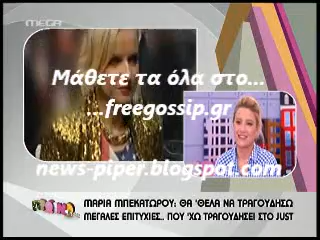 MEGA
Μάθετε τα όλα στο...
...freegossip.gr
news-piper.blogspot.com
ΜΑΡΙΑ ΜΠΕΚΑΤΩΡΟΥ: ΘΑ 'ΘΕΛΑ ΝΑ ΤΡΑΓΟΥΔΗΣΩ
ΜΕΓΑΛΕΣ ΕΠΙΤΥΧΙΕΣ.. ΠΟΥ 'ΧΩ ΤΡΑΓΟΥΔΗΣΕΙ ΣΤΟ JUST